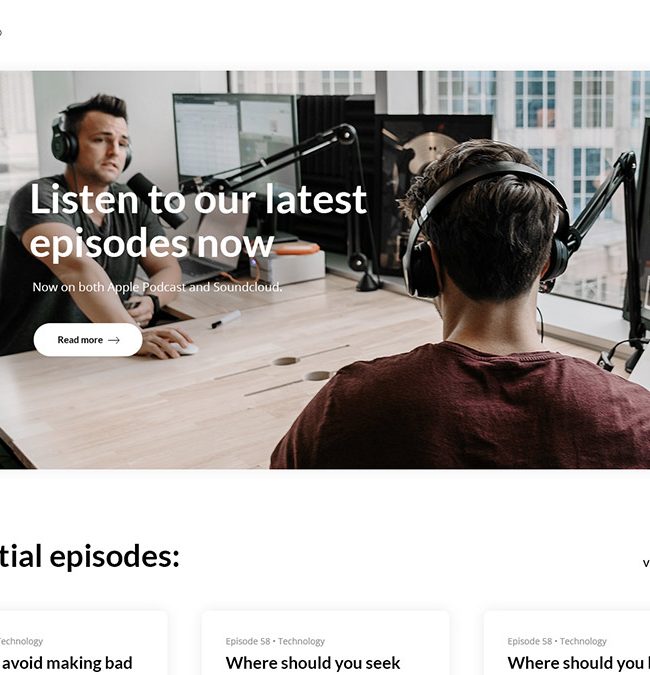 Listen to our latest
episodes now
Now on both Apple Podcast and Soundcloud.
Read more →
tial episodes:
V
Technology
avoid making bad
Episode 58 • Technology
Where should you seek
Episode 58 • Technology
Where should you